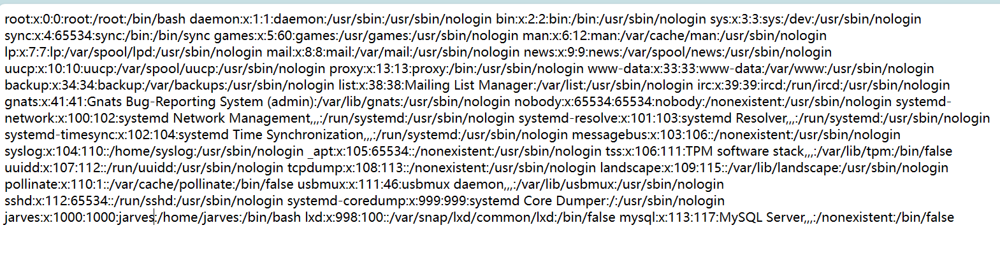 root:x:0:0:root:/root:/bin/bash daemon:x:1:1:daemon:/usr/sbin:/usr/sbin/nologin bin:x:2:2:bin:/bin:/usr/sbin/nologin sys:x:3:3:sys:/dev:/usr/sbin/nologin
sync:x:4:65534:sync:/bin:/bin/sync games:x:5:60:games:/usr/games:/usr/sbin/nologin man:x:6:12:man:/var/cache/man:/usr/sbin/nologin
lp:x:7:7:lp:/var/spool/lpd:/usr/sbin/nologin mail:x:8:8:mail:/var/mail:/usr/sbin/nologin news:x:9:9:news:/var/spool/news:/usr/sbin/nologin
uucp:x:10:10:uucp:/var/spool/uucp:/usr/sbin/nologin proxy:x:13:13:proxy:/bin:/usr/sbin/nologin www-data:x:33:33:www-data:/var/www:/usr/sbin/nologin
backup:x:34:34:backup:/var/backups:/usr/sbin/nologin list:x:38:38:Mailing List Manager:/var/list:/usr/sbin/nologin irc:x:39:39:ircd:/run/ircd:/usr/sbin/nologin
gnats:x:41:41:Gnats Bug-Reporting System (admin):/var/lib/gnats:/usr/sbin/nologin nobody:x:65534:65534:nobody:/nonexistent:/usr/sbin/nologin systemd-
network:x:100:102:systemd Network Management,,,:/run/systemd:/usr/sbin/nologin systemd-resolve:x:101:103:systemd Resolver,,,:/run/systemd:/usr/sbin/nologin
systemd-timesync:x:102:104:systemd Time Synchronization,,,:/run/systemd:/usr/sbin/nologin messagebus:x:103:106::/nonexistent:/usr/sbin/nologin
syslog:x:104:110::/home/syslog:/usr/sbin/nologin _apt:x:105:65534::/nonexistent:/usr/sbin/nologin tss:x:106:111:TPM software stack,,,:/var/lib/tpm:/bin/false
uuidd:x:107:112::/run/uuidd:/usr/sbin/nologin tcpdump:x:108:113::/nonexistent:/usr/sbin/nologin landscape:x:109:115::/var/lib/landscape:/usr/sbin/nologin
pollinate:x:110:1::/var/cache/pollinate:/bin/false usbmux:x:111:46:usbmux daemon,,,:/var/lib/usbmux:/usr/sbin/nologin
sshd:x:112:65534::/run/sshd:/usr/sbin/nologin systemd-coredump:x:999:999:systemd Core Dumper:/:/usr/sbin/nologin
jarves:x:1000:1000:jarves:/home/jarves:/bin/bash lxd:x:998:100::/var/snap/lxd/common/lxd:/bin/false mysql:x:113:117:MySQL Server,,,:/nonexistent:/bin/false